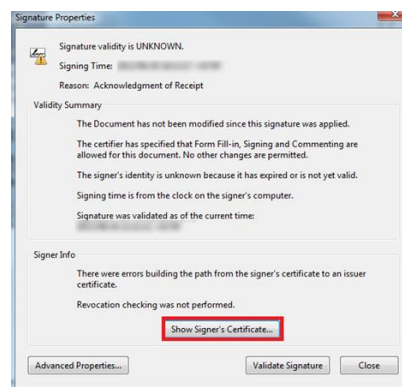 Signature Properties
Signature validity is UNKNOWN.
Signing Time:
Reason: Acknowledgment of Receipt
Validity Summary
The Document has not been modified since this signature was applied.
The certifier has specified that Form Fill-in, Signing and Commenting are
allowed for this document. No other changes are permitted.
The signer's identity is unknown because it has expired or is not yet valid.
Signing time is from the clock on the signer's computer.
Signature was validated as of the current time:
Signer Info
There were errors building the path from the signer's certificate to an issuer
certificate.
Revocation checking was not performed.
Show Signer's Certificate...
Advanced Properties...
Validate Signature
Close